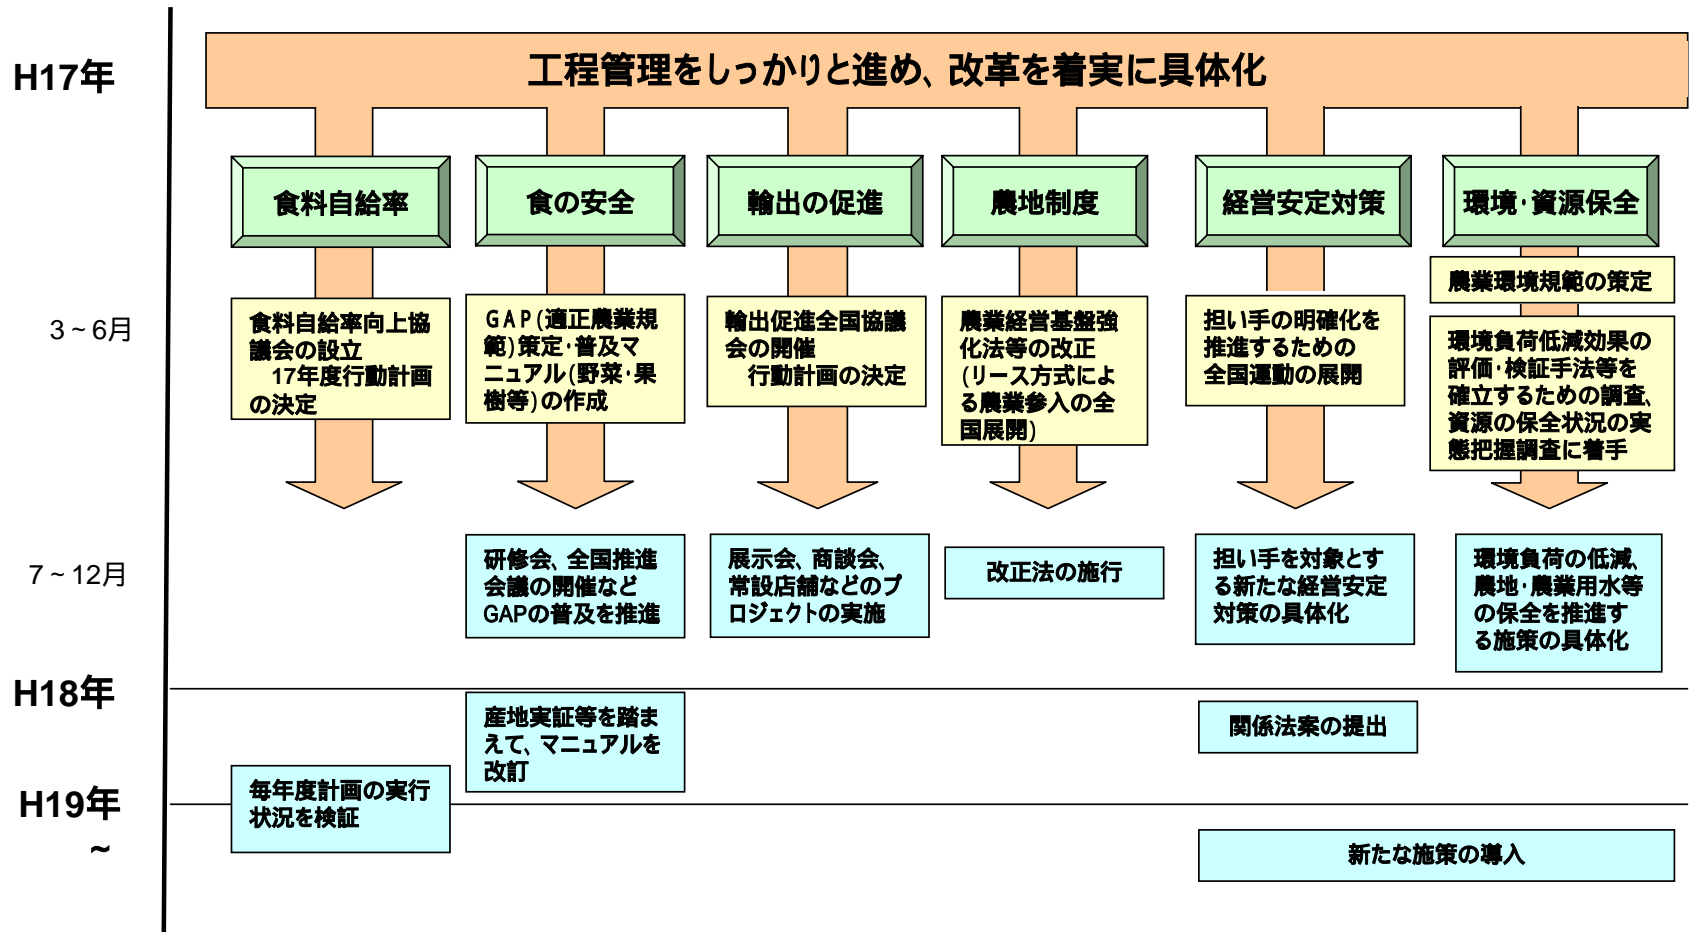 H17年
工程管理をしっかりと進め、改革を着実に具体化
食料自給率
食の安全
輸出の促進
農地制度
経営安定対策
環境・資源保全
3~6月
食料自給率向上協
議会の設立
17年度行動計画
の決定
GAP(適正農業規
範)策定・普及マ
ニュアル(野菜・果
樹等)の作成
輸出促進全国協議
会の開催
行動計画の決定
農業経営基盤強
化法等の改正
(リース方式によ
る農業参入の全
国展開)
担い手の明確化を
推進するための
全国運動の展開
農業環境規範の策定
環境負荷低減効果の
評価・検証手法等を
確立するための調査、
資源の保全状況の実
態把握調査に着手
7~12月
研修会、全国推進
会議の開催など
GAPの普及を推進
展示会、商談会、
常設店舗などのプ
ロジェクトの実施
改正法の施行
担い手を対象とす
る新たな経営安定
対策の具体化
環境負荷の低減、
農地・農業用水等
の保全を推進す
る施策の具体化
H18年
産地実証等を踏ま
えて、マニュアルを
改訂
関係法案の提出
H19年
~
毎年度計画の実行
状況を検証
新たな施策の導入